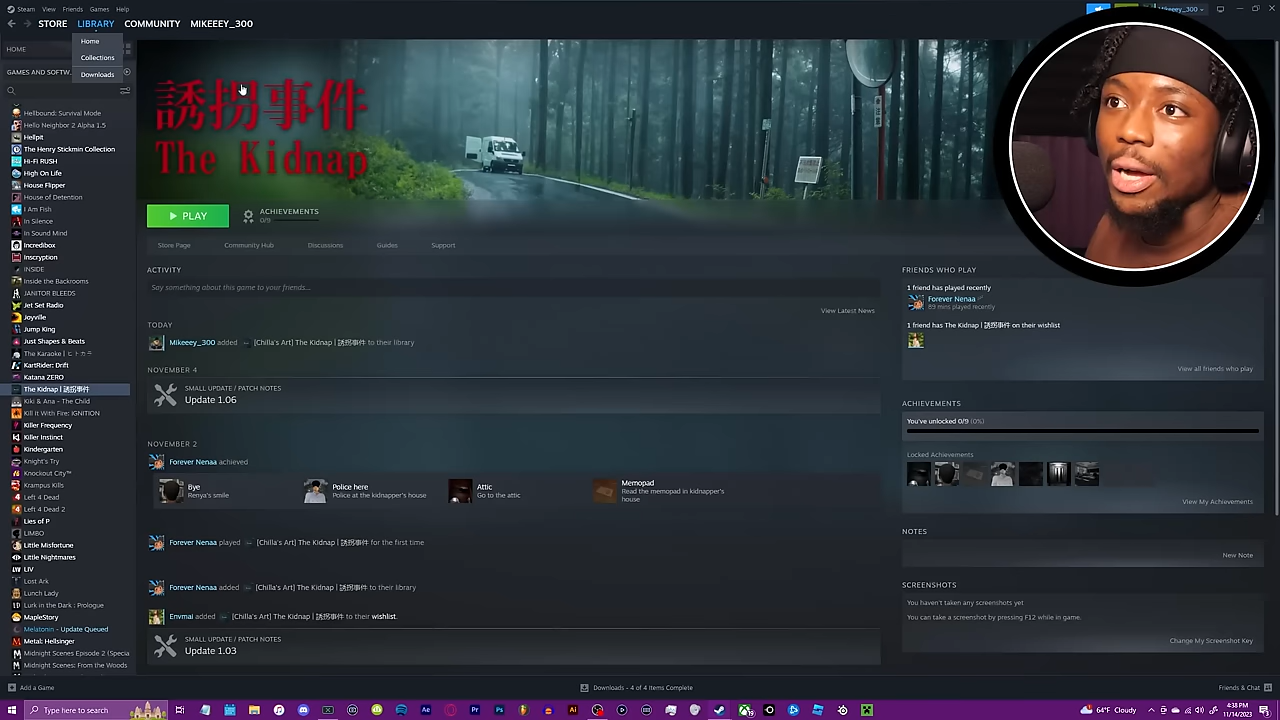 Steam View Friends Games Help
Mikeeey_300
STORE LIBRARY COMMUNITY MIKEEEY_300
Home
Collections
Downloads
HOME
GAMES AND SOFTW
Hellbound: Survival Mode
Hello Neighbor 2 Alpha 1.5
Hellpit
The Henry Stickmin Collection
Hi-Fi RUSH
High On Life
House Flipper
House of Detention
I Am Fish
In Silence
In Sound Mind
Incredibox
Inscryption
INSIDE
Inside the Backrooms
JANITOR BLEEDS
Jet Set Radio
Joyville
Jump King
Just Shapes & Beats
The Karaoke | ヒトカラ
KartRider: Drift
Katana ZERO
The Kidnap | 誘拐事件
Kiki & Ana - The Child
Kill It With Fire: IGNITION
Killer Frequency
Killer Instinct
Kindergarten
Knight's Try
Knockout City™
Krampus Kills
Left 4 Dead
Left 4 Dead 2
Lies of P
LIMBO
Little Misfortune
Little Nightmares
LIV
Lost Ark
Lunch Lady
Lurk in the Dark : Prologue
MapleStory
Melatonin - Update Queued
Metal: Hellsinger
Midnight Scenes Episode 2 (Specia
Midnight Scenes: From the Woods
Add a Game
誘拐事件
The Kidnap
PLAY
ACHIEVEMENTS
0/9
Store Page Community Hub Discussions Guides Support
ACTIVITY
Say something about this game to your friends...
View Latest News
TODAY
Mikeeey_300 added [Chilla's Art] The Kidnap | 誘拐事件 to their library
NOVEMBER 4
SMALL UPDATE / PATCH NOTES
Update 1.06
NOVEMBER 2
Forever Nenaa achieved
Bye
Renya's smile
Police here
Police at the kidnapper's house
Attic
Go to the attic
Memopad
Read the memopad in kidnapper's
house
Forever Nenaa played [Chilla's Art] The Kidnap | 誘拐事件 for the first time
Forever Nenaa added [Chilla's Art] The Kidnap | 誘拐事件 to their library
Envmai added [Chilla's Art] The Kidnap | 誘拐事件 to their wishlist.
SMALL UPDATE / PATCH NOTES
Update 1.03
FRIENDS WHO PLAY
1 friend has played recently
Forever Nenaa
89 mins played recently
1 friend has The Kidnap | 誘拐事件 on their wishlist
View all friends who play
ACHIEVEMENTS
You've unlocked 0/9 (0%)
Locked Achievements
View My Achievements
NOTES
New Note
SCREENSHOTS
You haven't taken any screenshots yet
You can take a screenshot by pressing F12 while in game.
Change My Screenshot Key
Downloads - 4 of 4 Items Complete
Friends & Chat
Type here to search
64°F Cloudy
4:38 PM
11/14/2023